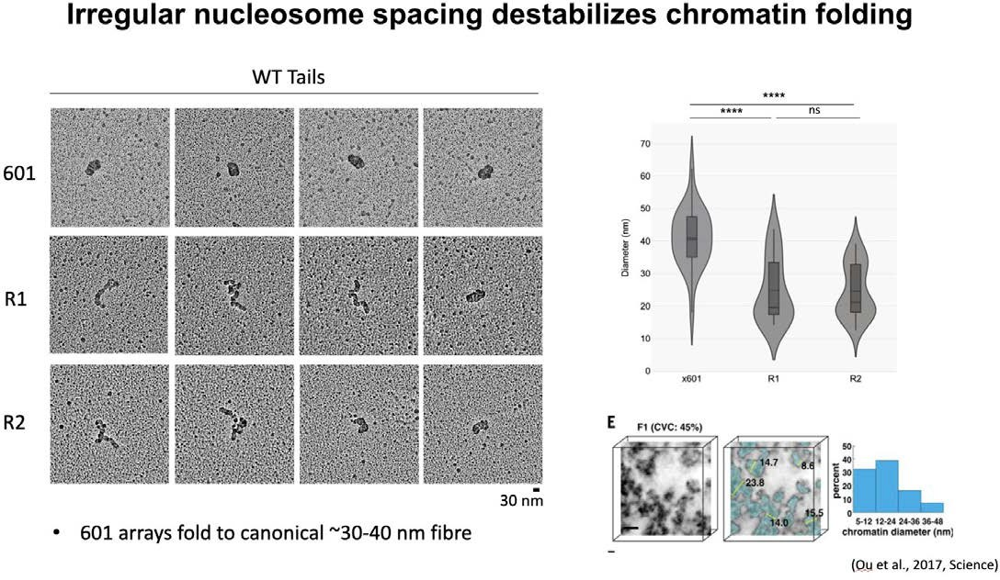 Irregular nucleosome spacing destabilizes chromatin folding
WT Tails
601
R1
R2
30 nm
• 601 arrays fold to canonical ~30-40 nm fibre
****
**** ns
70
60
50
40
30
20
10
0
Diameter (nm)
x601 R1 R2
E
F1 (CVC: 45%)
14.7
8.6
23.8
15.5
14.0
50
40
30
20
10
0
percent
5-12 12-24 24-36 36-48
chromatin diameter (nm)
(Ou et al., 2017, Science)